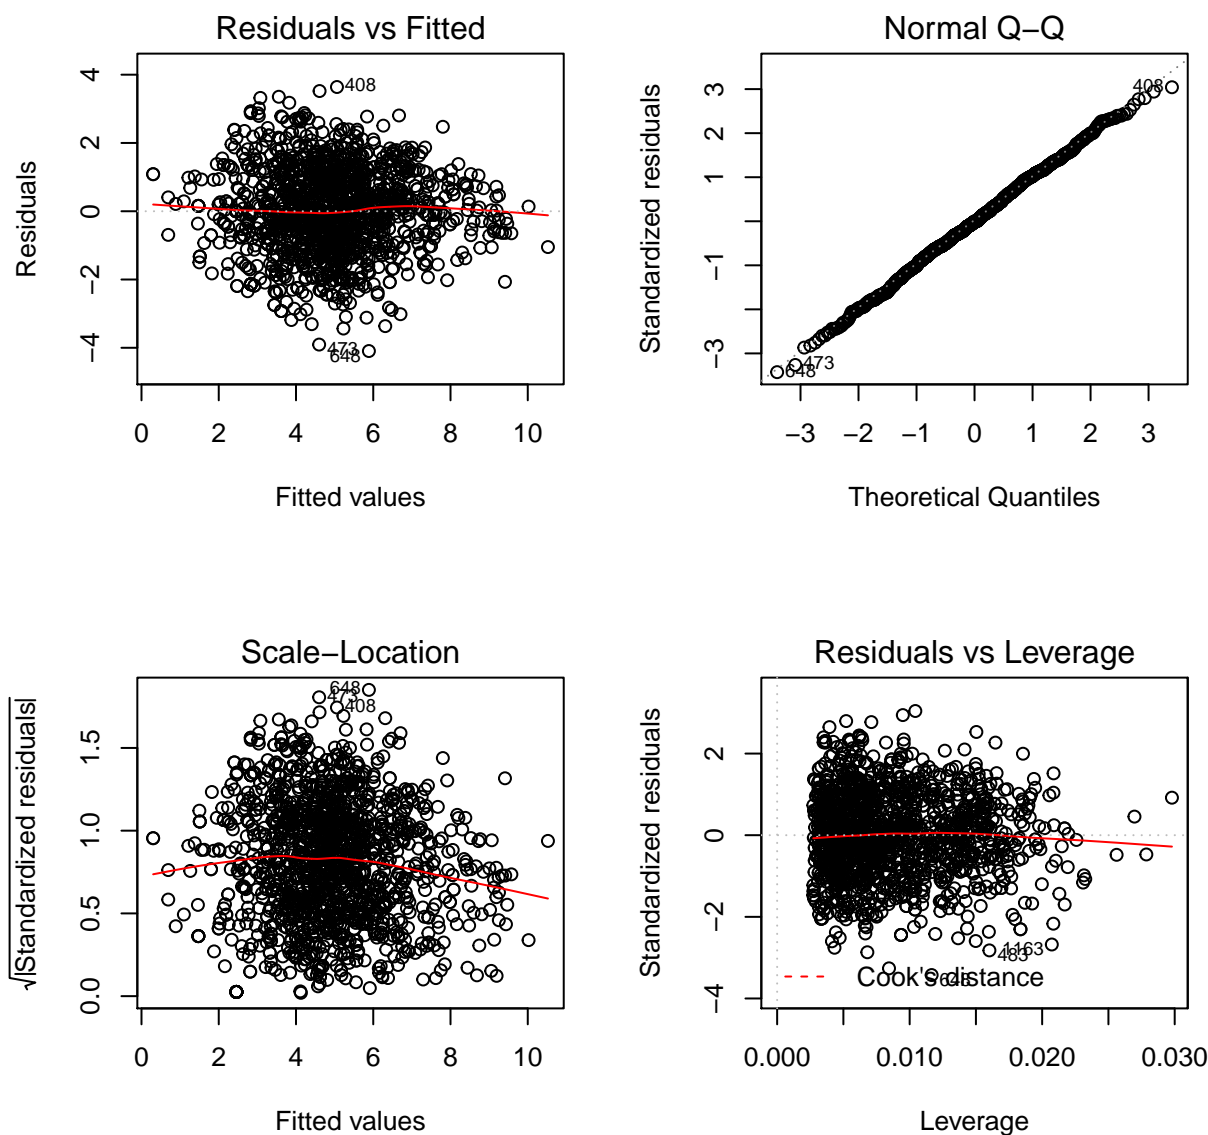 Residuals vs Fitted
Residuals
4
2
0
−2
−4
408
473
648
0 2 4 6 8 10
Fitted values
Normal Q−Q
Standardized residuals
3
2
1
−1
−3
408
473
648
−3 −2 −1 0 1 2 3
Theoretical Quantiles
Scale−Location
√|Standardized residuals|
1.5
1.0
0.5
0.0
648
473
408
0 2 4 6 8 10
Fitted values
Residuals vs Leverage
Standardized residuals
2
0
−2
−4
1163
483
648
Cook's distance
0.000 0.010 0.020 0.030
Leverage